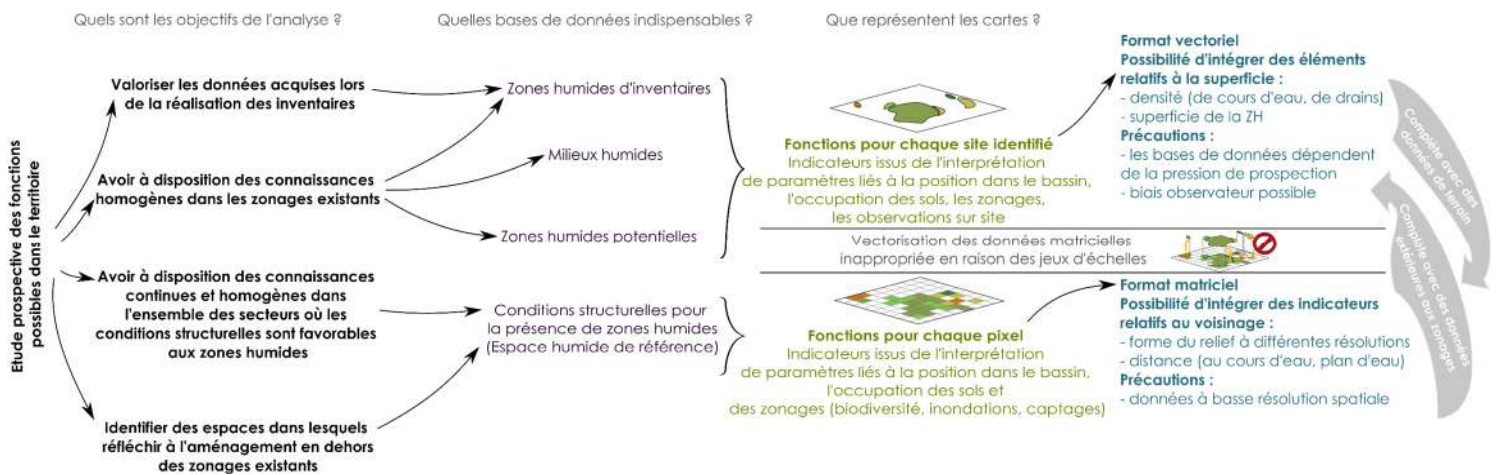 Quels sont les objectifs de l'analyse ?
Quelles bases de données indispensables ?
Que représentent les cartes ?
Etude prospective des fonctions
possibles dans le territoire
Valoriser les données acquises lors
de la réalisation des inventaires
Avoir à disposition des connaissances
homogènes dans les zonages existants
Avoir à disposition des connaissances
continues et homogènes dans
l'ensemble des secteurs où les
conditions structurelles sont favorables
aux zones humides
Identifier des espaces dans lesquels
réfléchir à l'aménagement en dehors
des zonages existants
Zones humides d'inventaires
Milieux humides
Zones humides potentielles
Conditions structurelles pour
la présence de zones humides
(Espace humide de référence)
Fonctions pour chaque site identifié
Indicateurs issus de l'interprétation
de paramètres liés à la position dans le bassin,
l'occupation des sols, les zonages,
les observations sur site
Vectorisation des données matricielles
inappropriée en raison des jeux d'échelles
Fonctions pour chaque pixel
Indicateurs issus de l'interprétation
de paramètres liés à la position dans le bassin,
l'occupation des sols et
des zonages (biodiversité, inondations, captages)
Format vectoriel
Possibilité d'intégrer des éléments
relatifs à la superficie :
- densité (de cours d'eau, de drains)
- superficie de la ZH
Précautions :
- les bases de données dépendent
de la pression de prospection
- biais observateur possible
Format matriciel
Possibilité d'intégrer des indicateurs
relatifs au voisinage :
- forme du relief à différentes résolutions
- distance (au cours d'eau, plan d'eau)
Précautions :
- données à basse résolution spatiale
Complète avec des
données de terrain
Complète avec des données
extérieures aux zonages